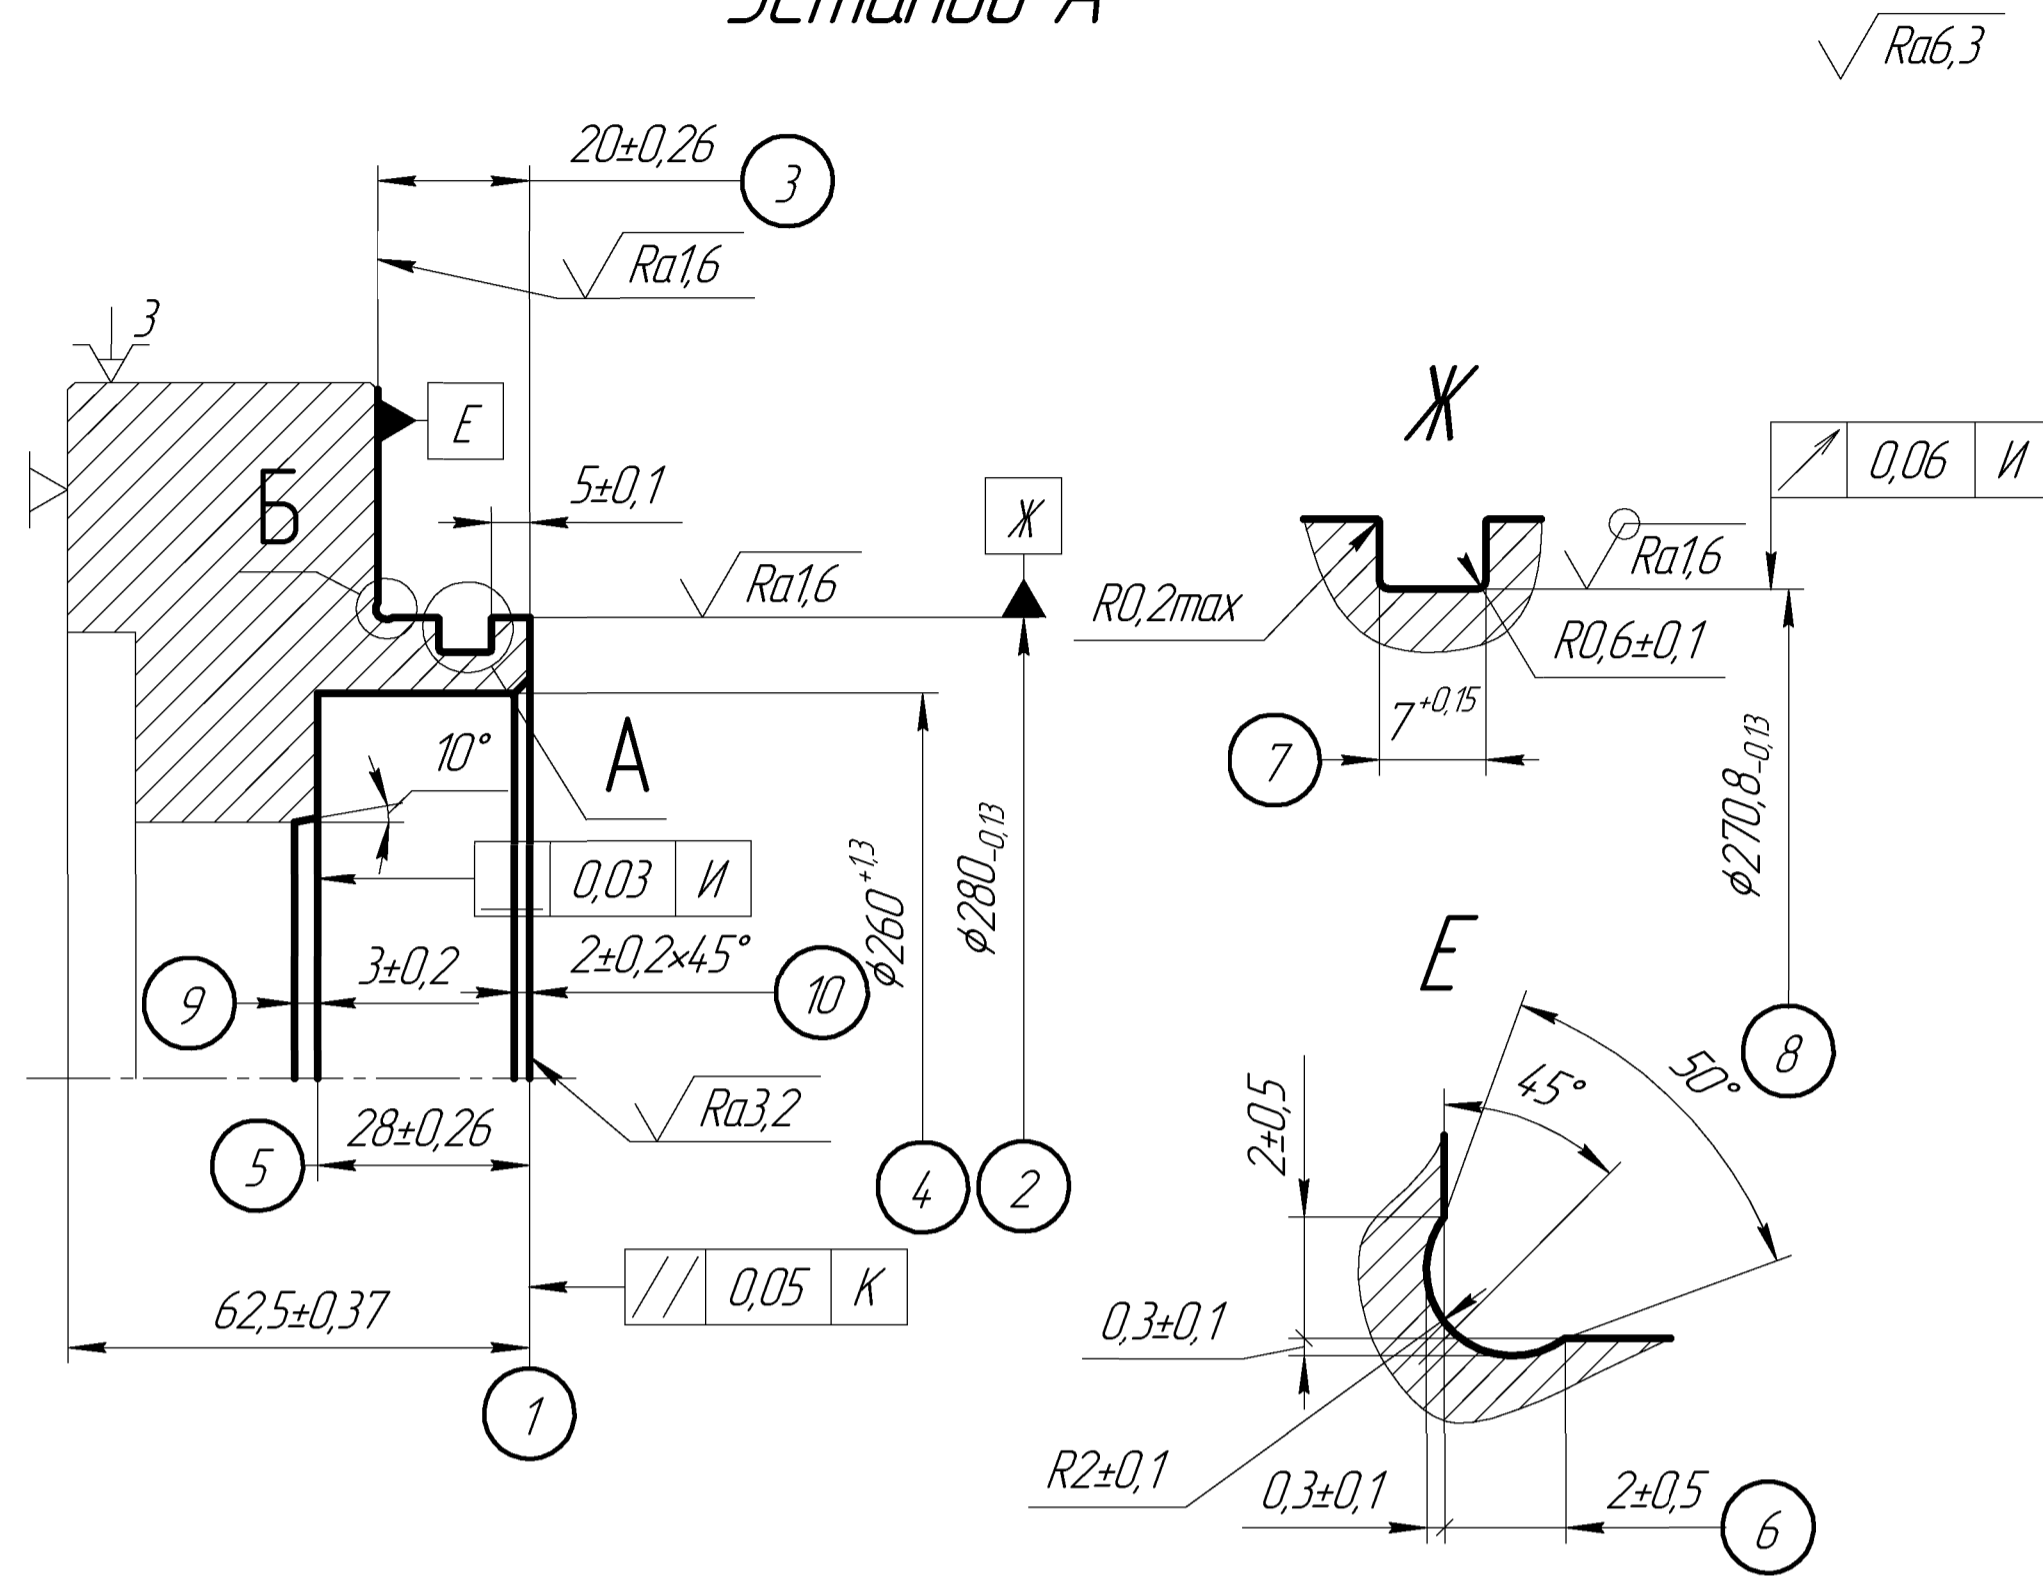 Установ А
Ra6,3
20±0,26
3
Ra1,6
3
Е
Б
5±0,1
Ж
Ra1,6
10°
А
0,03 И
3±0,2
2±0,2×45°
9
10
ϕ260+1,3
ϕ280-0,13
Ra3,2
28±0,26
5
4
2
0,05 К
62,5±0,37
1
Ж
0,06 И
Ra1,6
R0,2max
R0,6±0,1
7+0,15
7
ϕ270,8-0,13
8
Е
50°
45°
2±0,5
0,3±0,1
R2±0,1
0,3±0,1
2±0,5
6